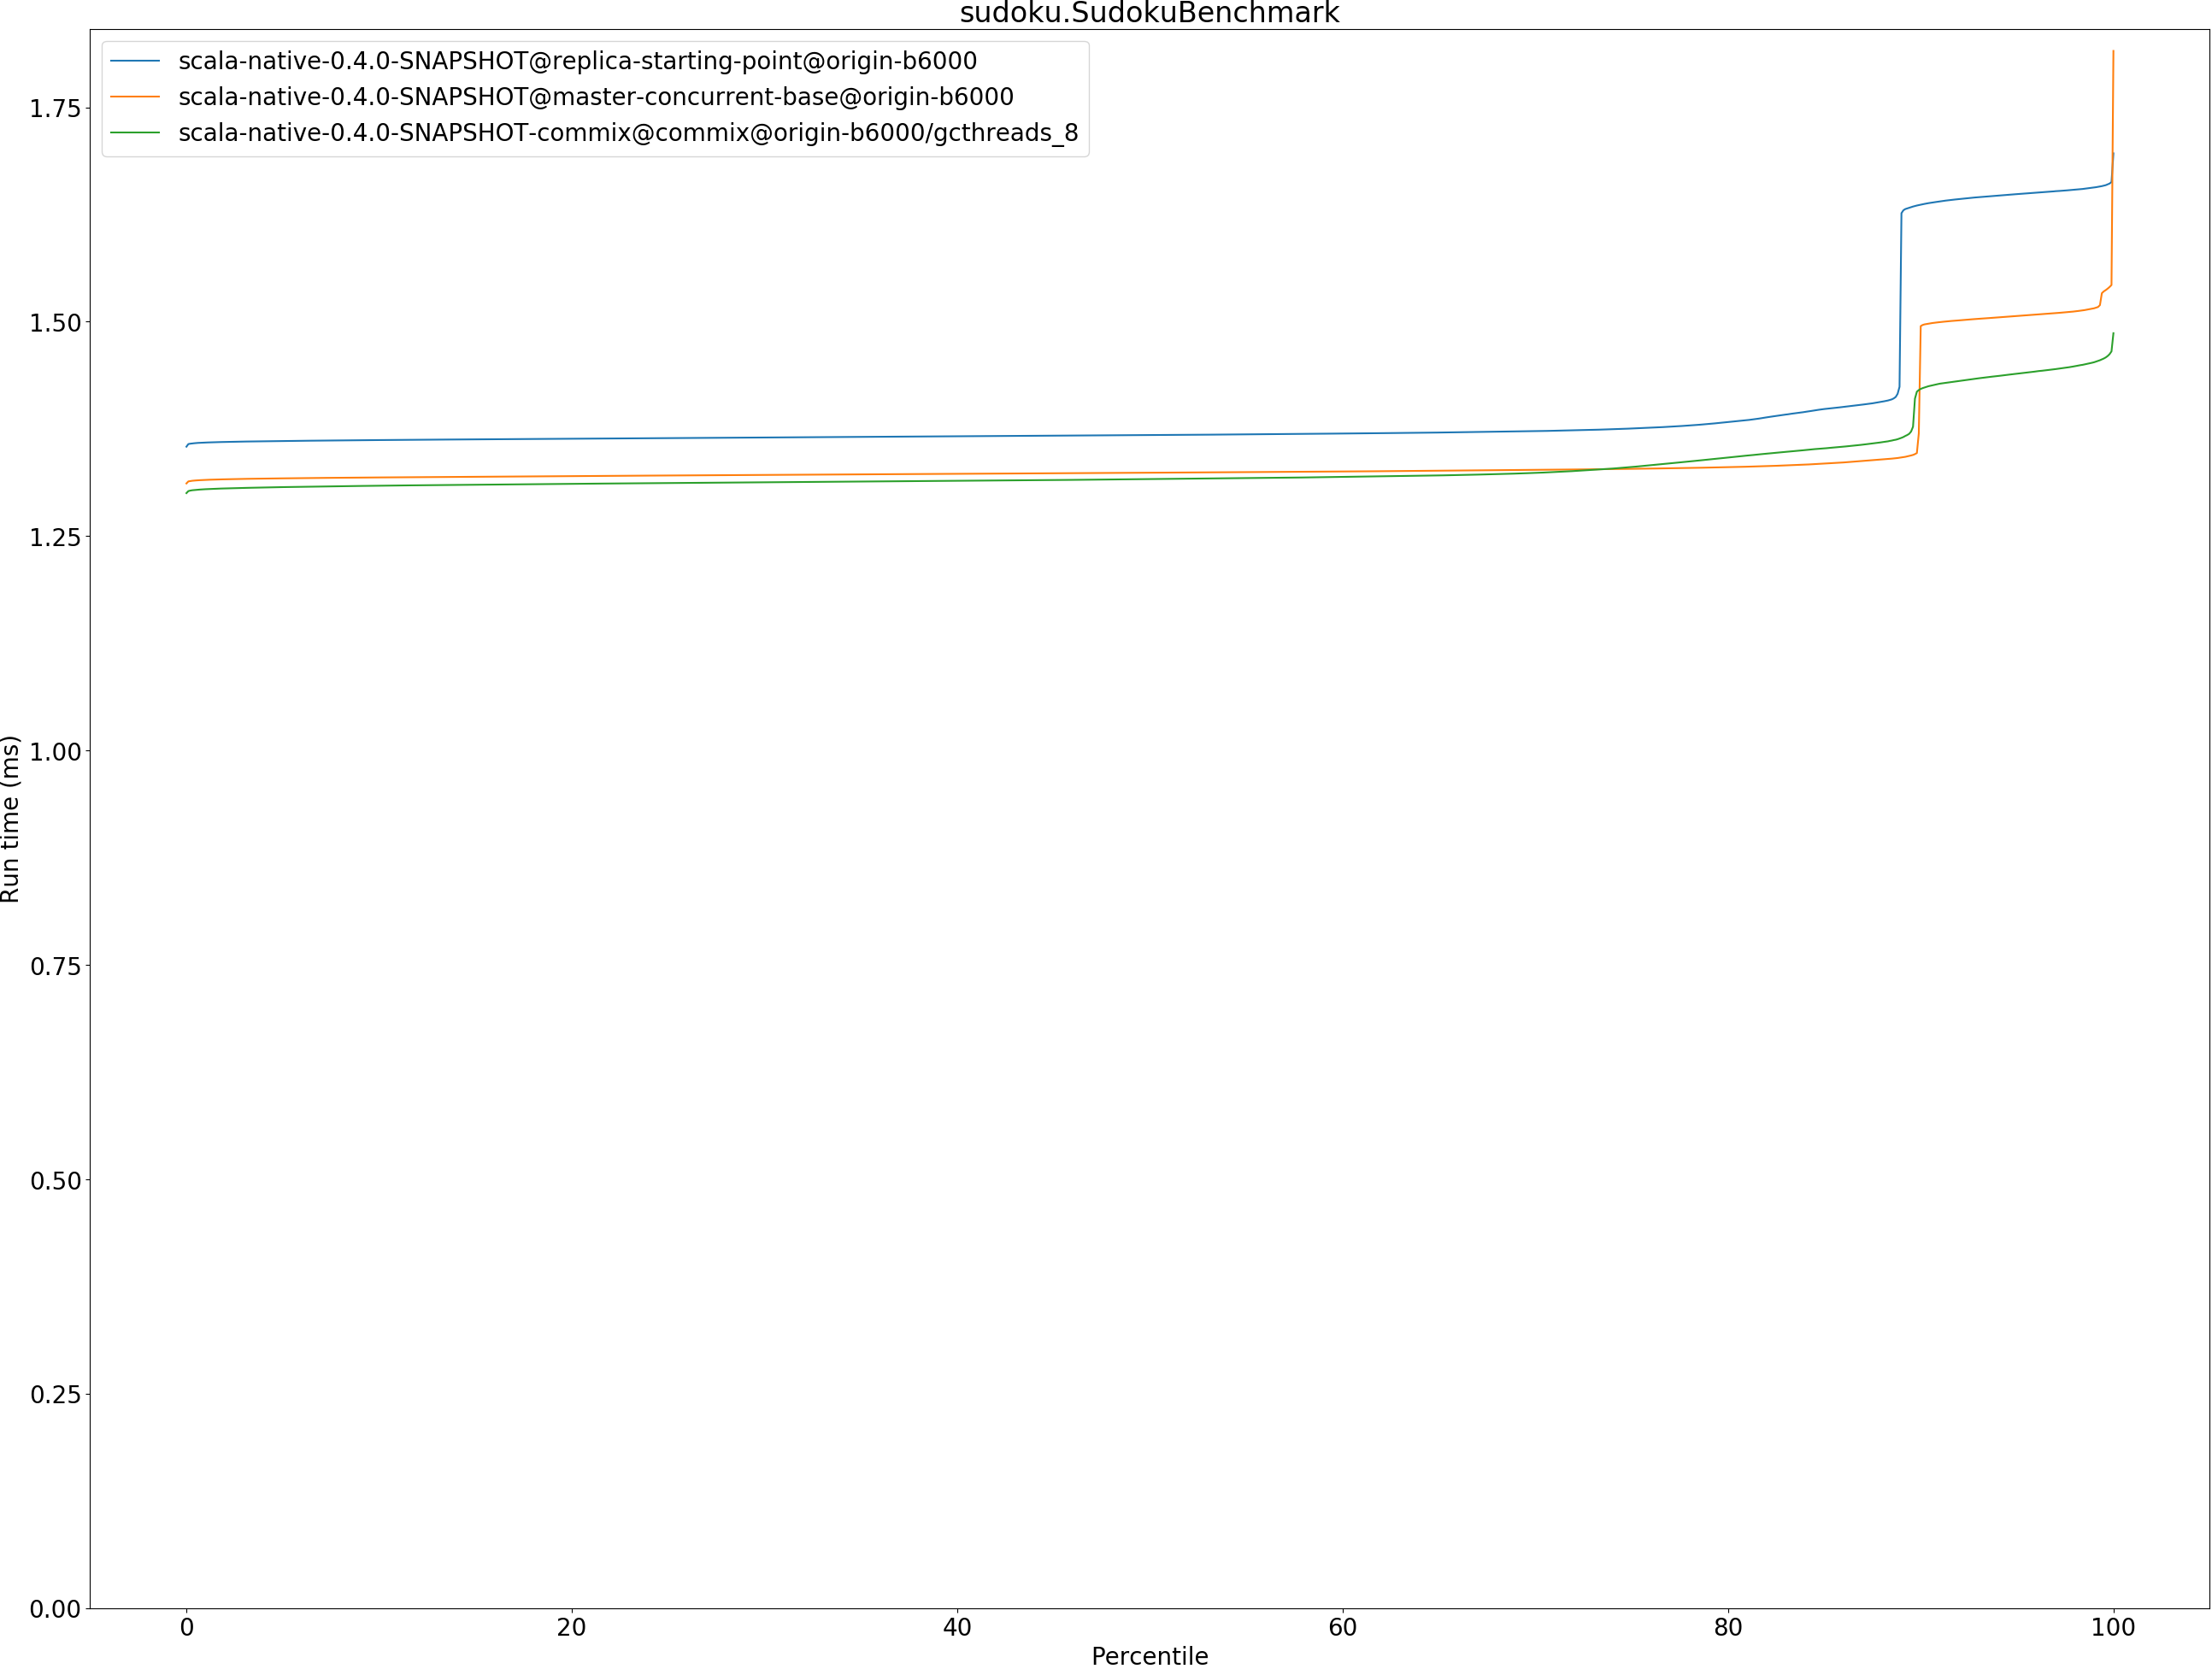 sudoku.SudokuBenchmark
scala-native-0.4.0-SNAPSHOT@replica-starting-point@origin-b6000
scala-native-0.4.0-SNAPSHOT@master-concurrent-base@origin-b6000
scala-native-0.4.0-SNAPSHOT-commix@commix@origin-b6000/gcthreads_8
1.75
1.50
1.25
1.00
0.75
0.50
0.25
0.00
Run time (ms)
0 20 40 60 80 100
Percentile